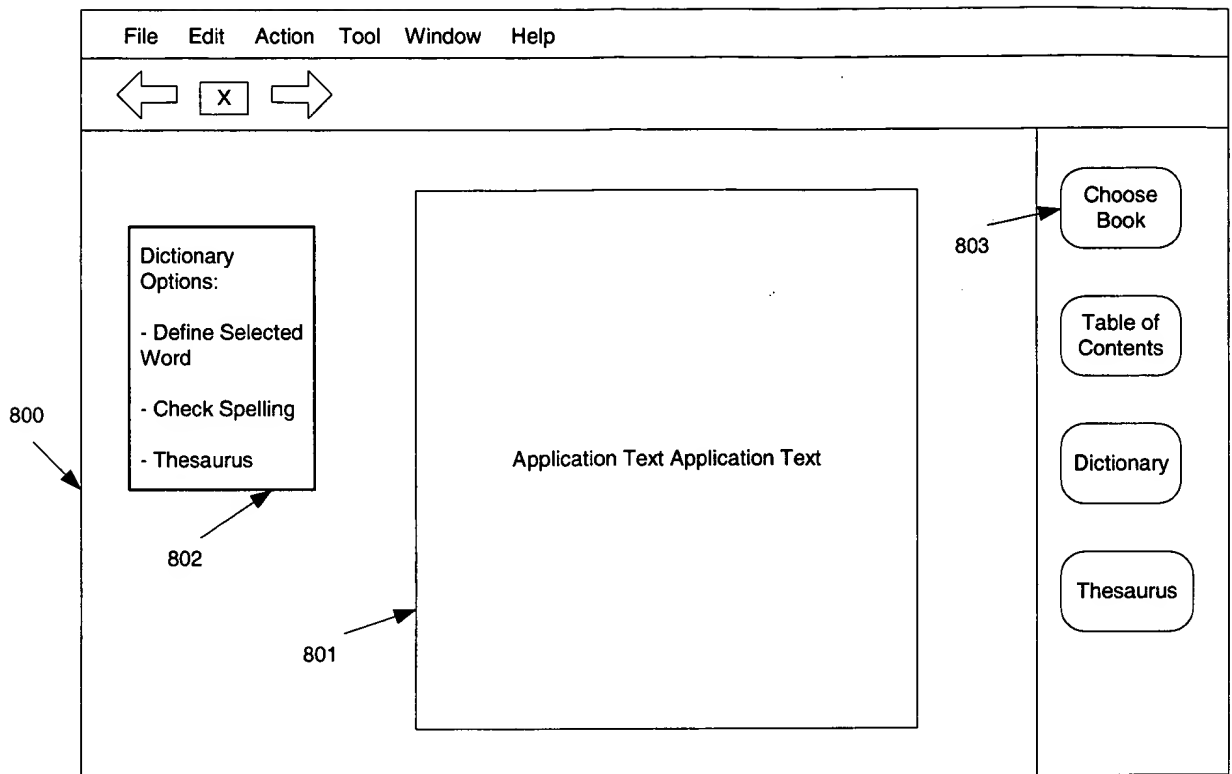 File Edit Action Tool Window Help
X
Dictionary
Options:
- Define Selected
Word
- Check Spelling
- Thesaurus
800
802
Application Text Application Text
801
803
Choose
Book
Table of
Contents
Dictionary
Thesaurus